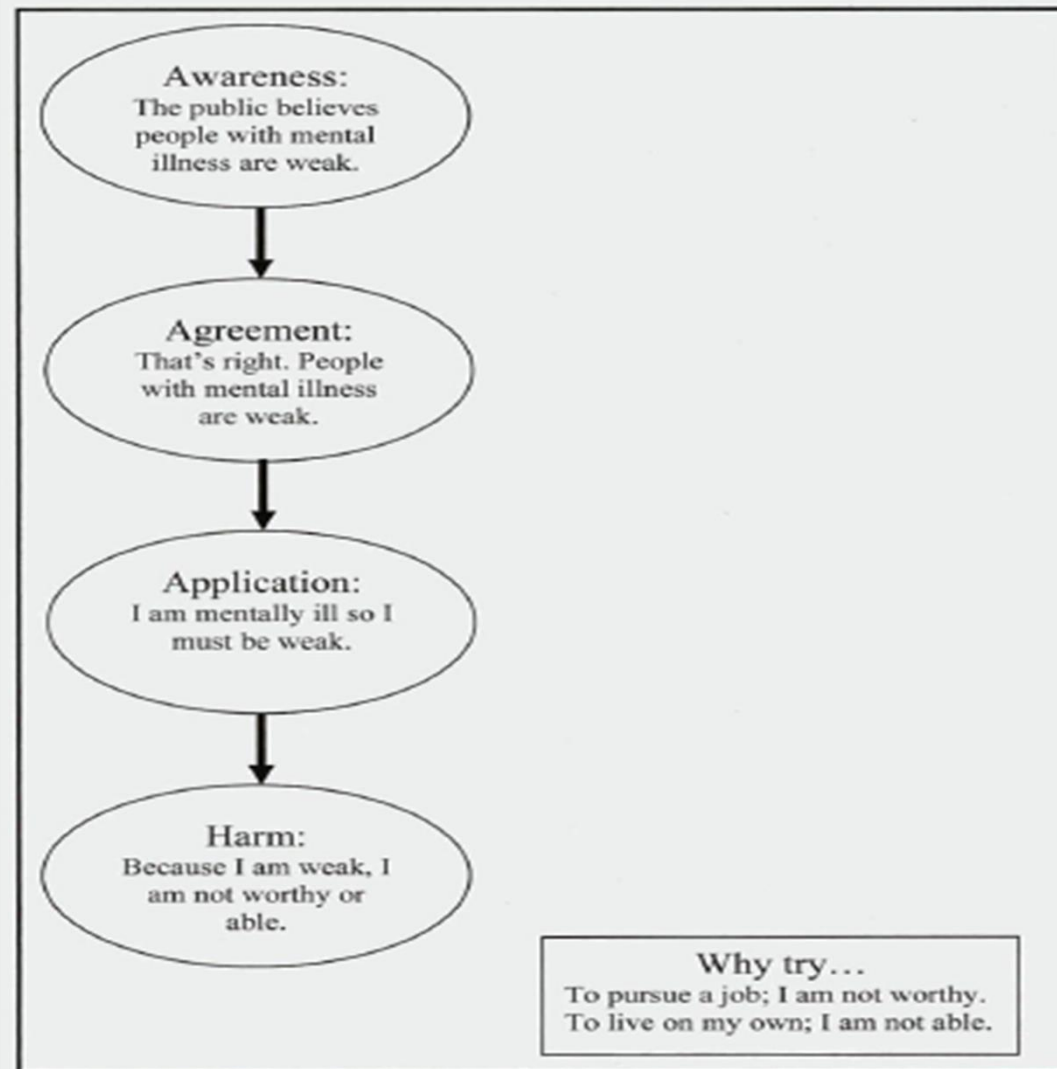 Awareness:
The public believes
people with mental
illness are weak.
Agreement:
That's right. People
with mental illness
are weak.
Application:
I am mentally ill so I
must be weak.
Harm:
Because I am weak, I
am not worthy or
able.
Why try...
To pursue a job; I am not worthy.
To live on my own; I am not able.